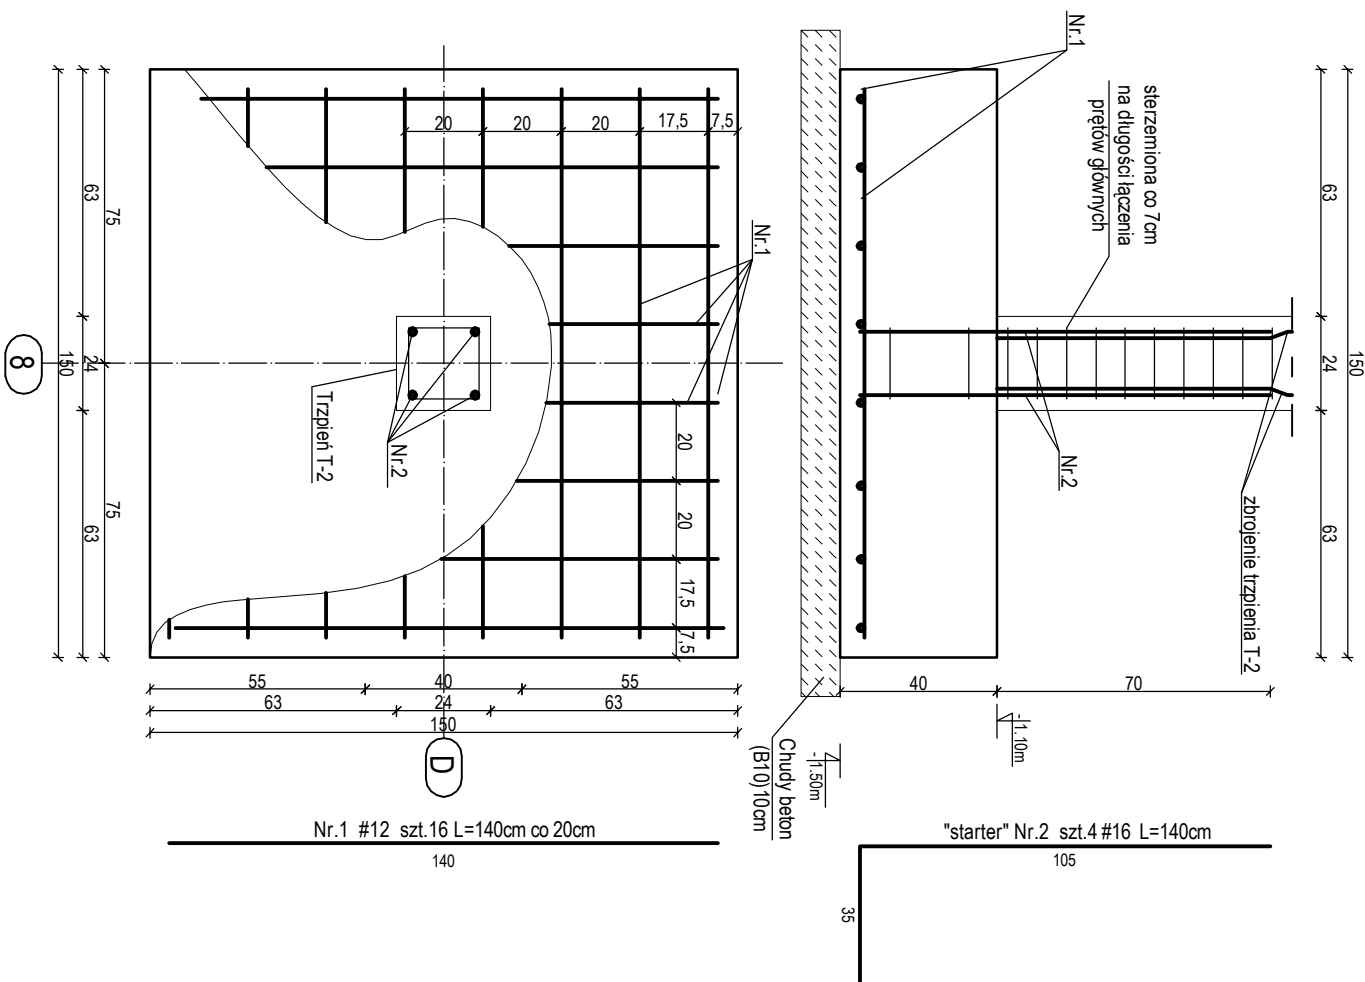 Nr.1
sterzemiona co 7cm
na długości łączenia
prętów głównych
63
24
63
150
Nr.2
zbrojenie trzpienia T-2
40
70
-1.10m
-1.50m
Chudy beton
(B10)10cm
20
20
20
17,5
7,5
Nr.1
63
75
24
150
75
63
8
Trzpień T-2
Nr.2
20
20
17,5
7,5
55
40
55
63
24
63
150
D
Nr.1 #12 szt.16 L=140cm co 20cm
140
"starter" Nr.2 szt.4 #16 L=140cm
105
35